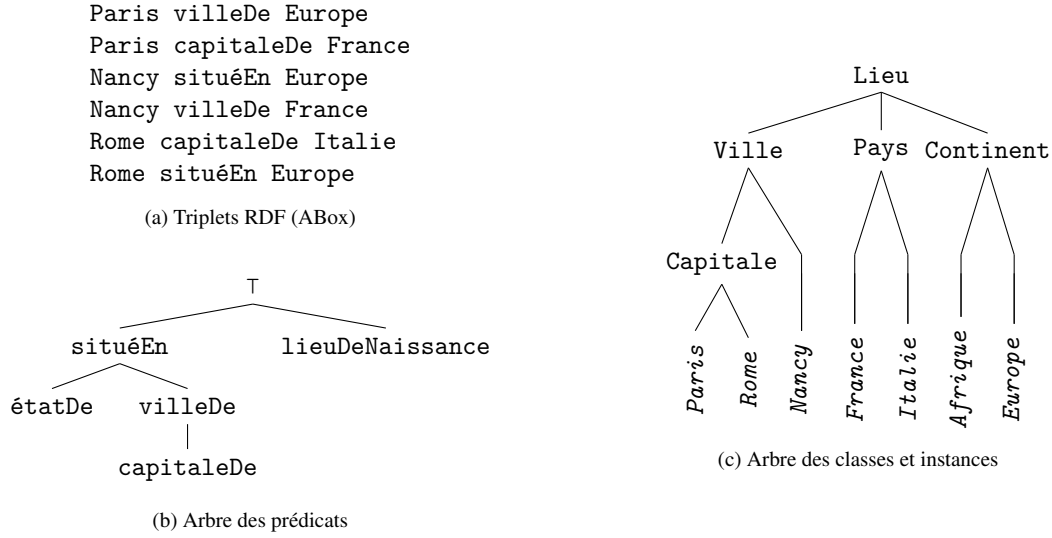 Paris villeDe Europe
Paris capitaleDe France
Nancy situéEn Europe
Nancy villeDe France
Rome capitaleDe Italie
Rome situéEn Europe
(a) Triplets RDF (ABox)
⊤
situéEn lieuDeNaissance
étatDe villeDe
capitaleDe
(b) Arbre des prédicats
Lieu
Ville Pays Continent
Capitale
Paris Rome Nancy France Italie Afrique Europe
(c) Arbre des classes et instances